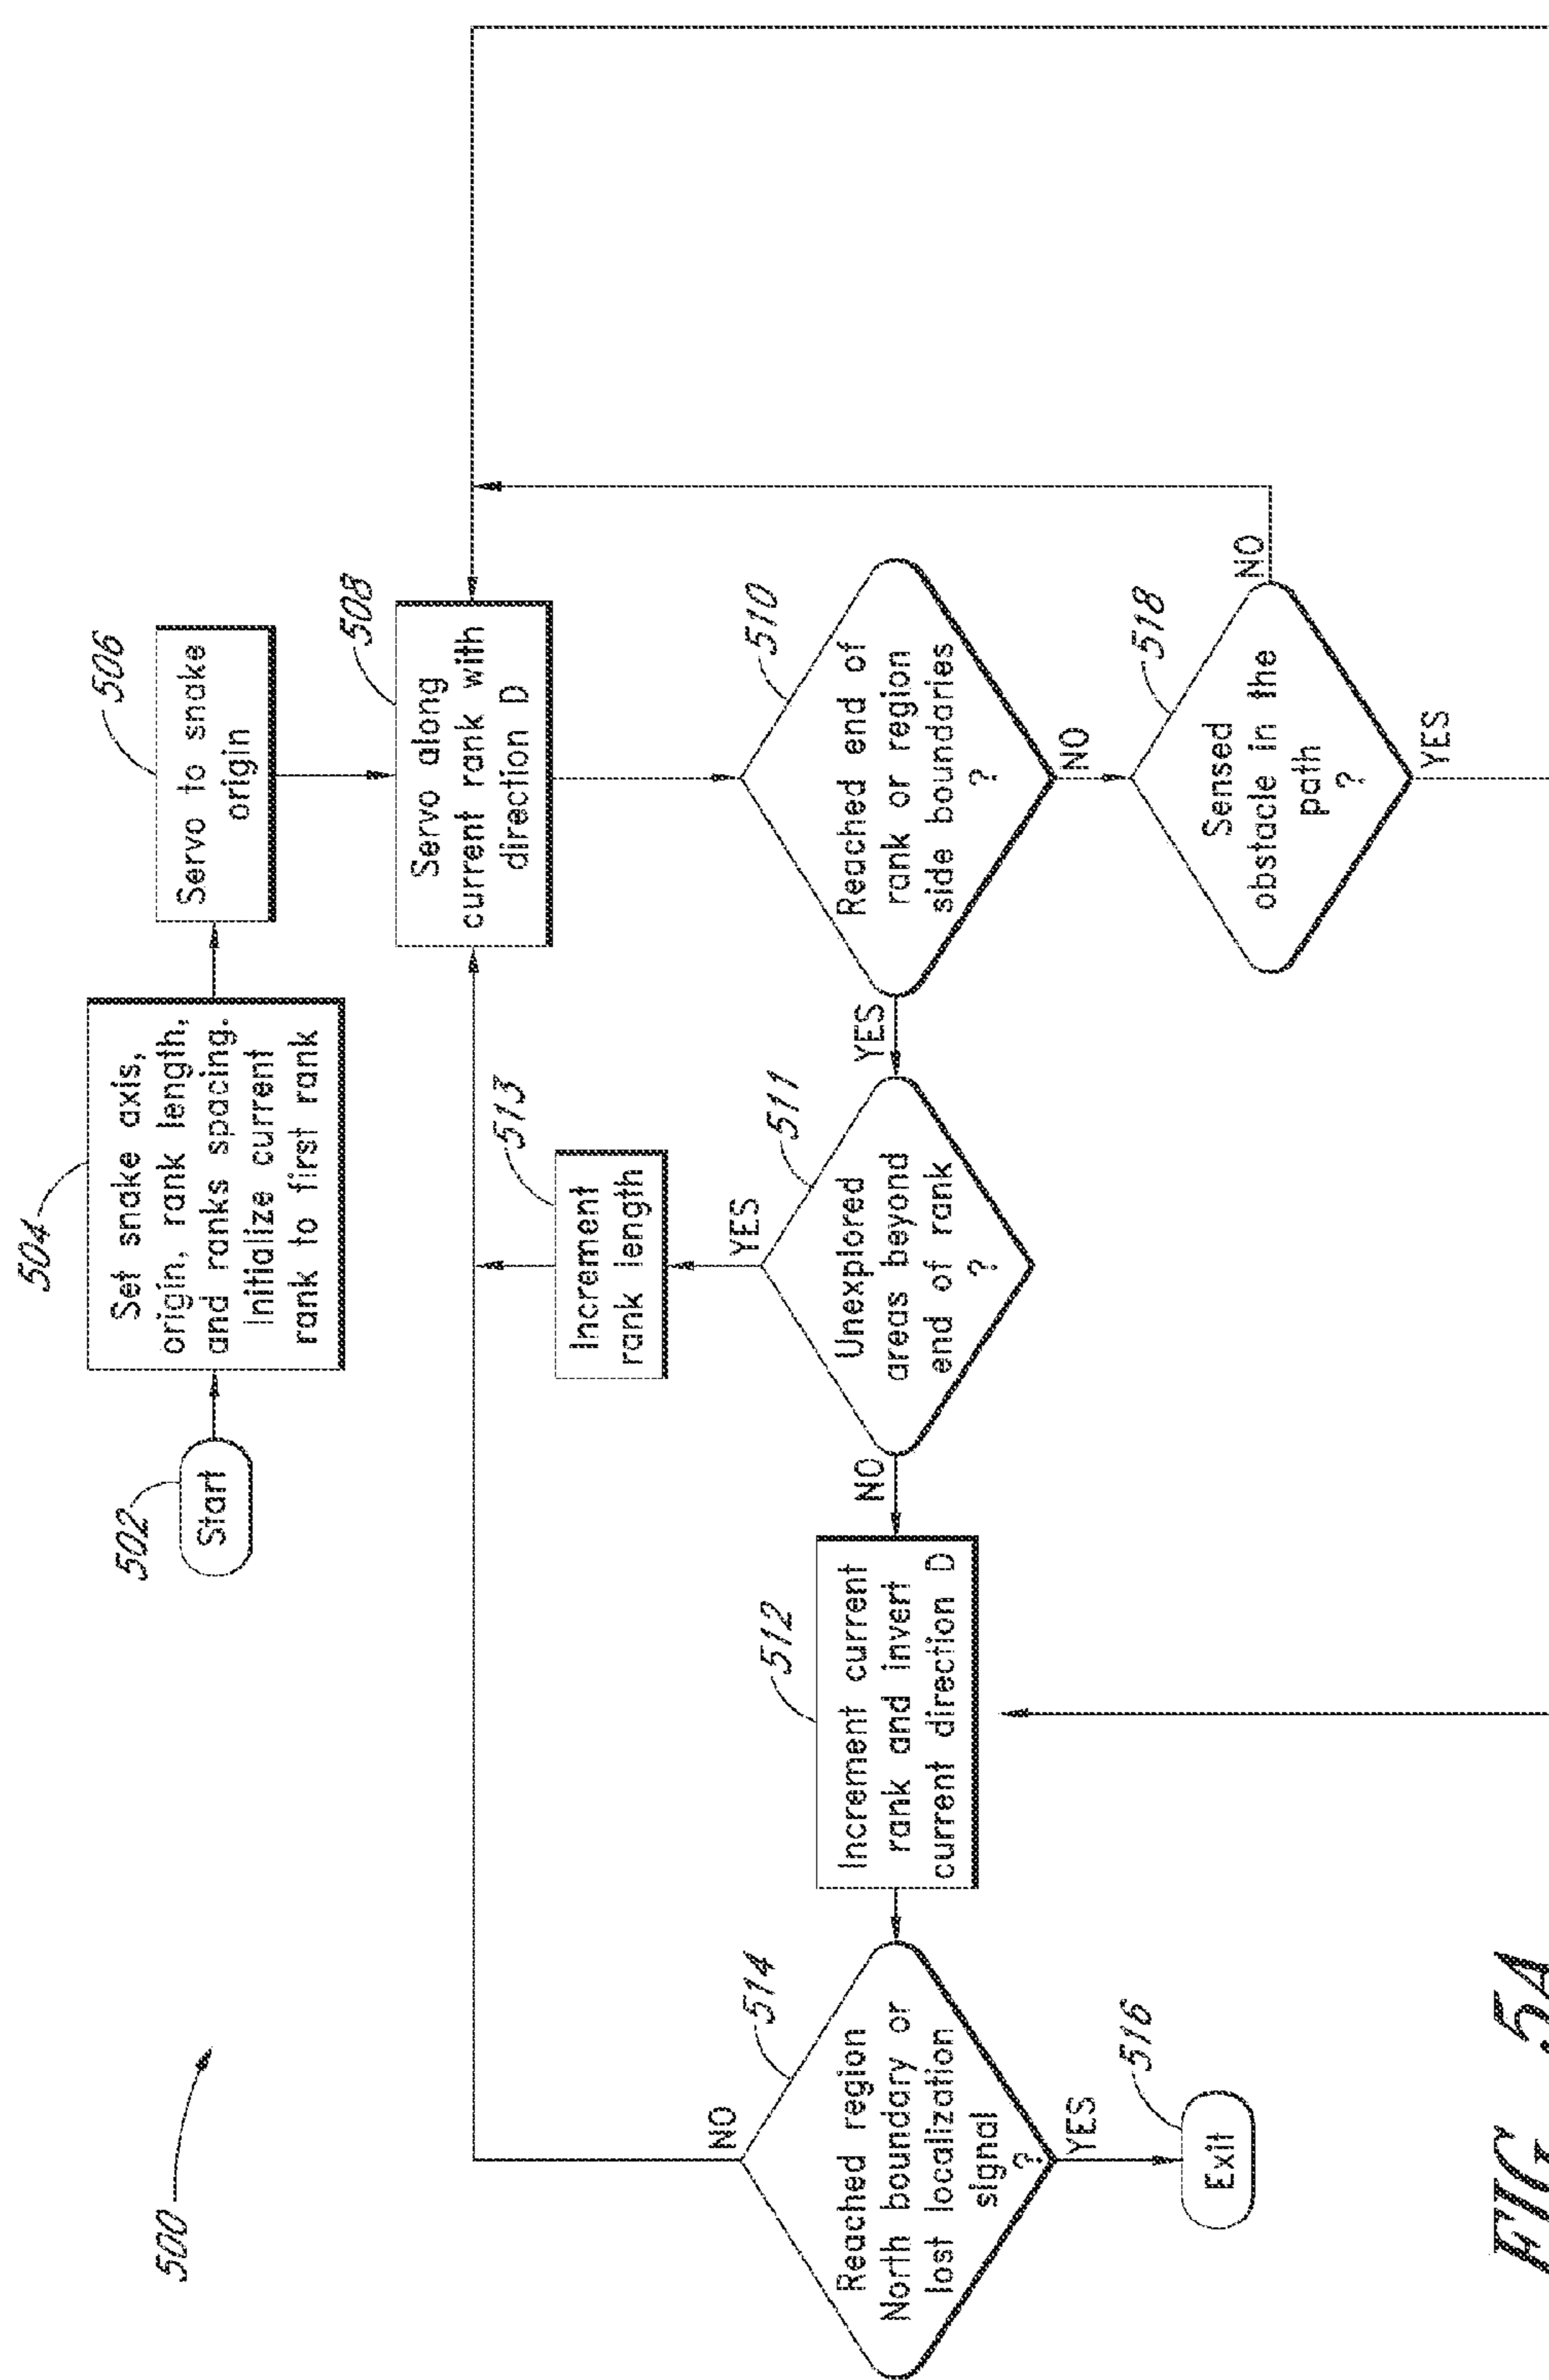 500
502
Start
504
Set snake axis,
origin, rank length,
and ranks spacing.
Initialize current
rank to first rank
506
Servo to snake
origin
508
Servo along
current rank with
direction D
510
Reached end of
rank or region
side boundaries
?
YES
NO
511
Unexplored
areas beyond
end of rank
?
YES
NO
513
Increment
rank length
512
Increment current
rank and invert
current direction D
514
Reached region
North boundary or
lost localization
signal
?
NO
YES
516
Exit
518
Sensed
obstacle in the
path
?
NO
YES
FIG. 5A